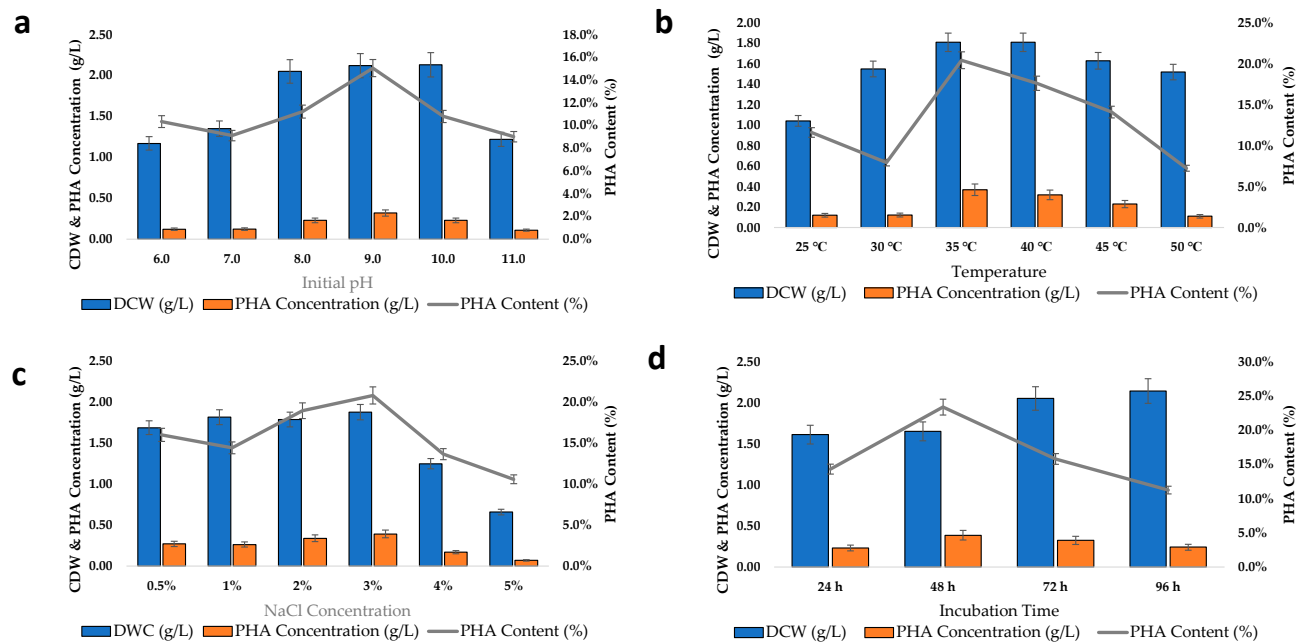 a
CDW & PHA Concentration (g/L)
2.50
2.00
1.50
1.00
0.50
0.00
18.0%
16.0%
14.0%
12.0%
10.0%
8.0%
6.0%
4.0%
2.0%
0.0%
PHA Content (%)
6.0 7.0 8.0 9.0 10.0 11.0
Initial pH
DCW (g/L) PHA Concentration (g/L) PHA Content (%)
b
CDW & PHA Concentration (g/L)
2.00
1.80
1.60
1.40
1.20
1.00
0.80
0.60
0.40
0.20
0.00
25.0%
20.0%
15.0%
10.0%
5.0%
0.0%
PHA Content (%)
25 °C 30 °C 35 °C 40 °C 45 °C 50 °C
Temperature
DCW (g/L) PHA Concentration (g/L) PHA Content (%)
c
CDW & PHA Concentration (g/L)
2.50
2.00
1.50
1.00
0.50
0.00
25.0%
20.0%
15.0%
10.0%
5.0%
0.0%
PHA Content (%)
0.5% 1% 2% 3% 4% 5%
NaCl Concentration
DWC (g/L) PHA Concentration (g/L) PHA Content (%)
d
CDW & PHA Concentration (g/L)
2.50
2.00
1.50
1.00
0.50
0.00
30.0%
25.0%
20.0%
15.0%
10.0%
5.0%
0.0%
PHA Content (%)
24 h 48 h 72 h 96 h
Incubation Time
DCW (g/L) PHA Concentration (g/L) PHA Content (%)